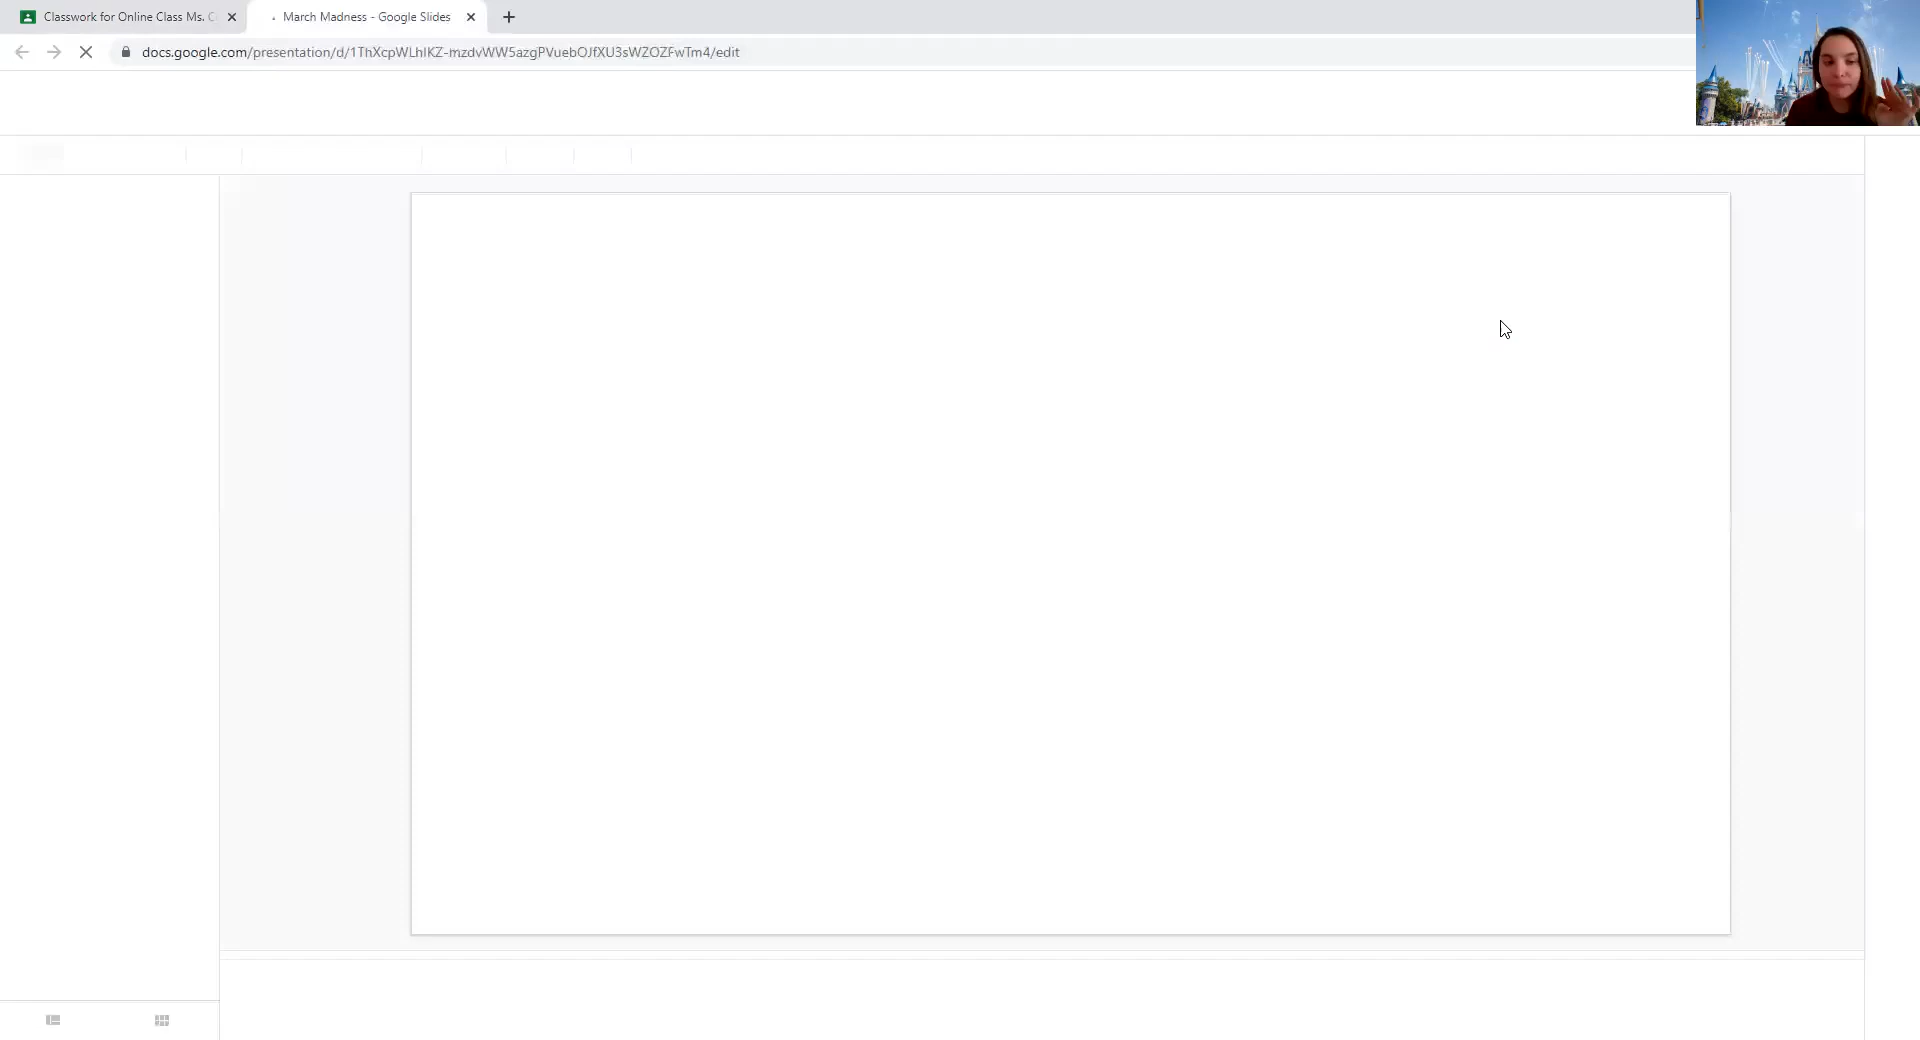 Classwork for Online Class Ms.
March Madness - Google Slides
docs.google.com/presentation/d/1ThXcpWLhIKZ-mzdvWW5azgPVuebOJfXU3sWZOZFwTm4/edit